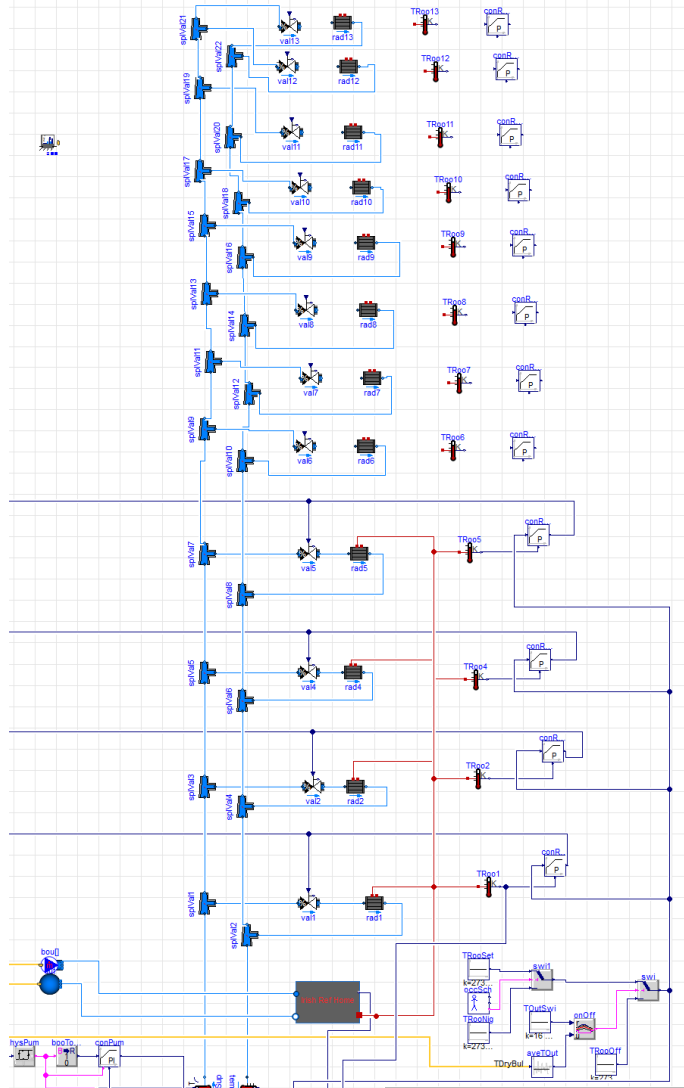 splVal21
val13
rad13
TRoo13
conR...
splVal22
val12
rad12
TRoo12
conR...
P
splVal19
splVal20
val11
rad11
TRoo11
conR...
P
splVal17
splVal18
val10
rad10
TRoo10
conR...
P
splVal15
splVal16
val9
rad9
TRoo9
conR...
P
splVal13
splVal14
val8
rad8
TRoo8
conR...
P
splVal11
splVal12
val7
rad7
TRoo7
conR...
P
splVal9
splVal10
val6
rad6
TRoo6
conR...
P
splVal7
splVal8
val5
rad5
TRoo5
conR...
P
splVal5
splVal6
val4
rad4
TRoo4
conR...
P
splVal3
splVal4
val2
rad2
TRoo2
conR...
P
splVal1
splVal2
val1
rad1
TRoo1
conR...
P
bou[]
TRooSet
k=273...
swi1
swi
occSch
TRooNig
k=273...
TOutSwi
k=16 ...
onOff
hysPum
booTo...
B
R
conPum
PI
TDryBul
aveTOut
TRooOff
k=273...